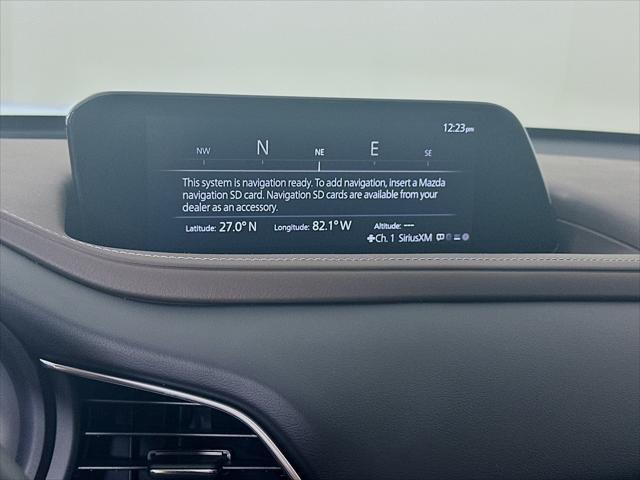 12:23pm
NW N NE E SE
This system is navigation ready. To add navigation, insert a Mazda
navigation SD card. Navigation SD cards are available from your
dealer as an accessory.
Latitude: 27.0° N Longitude: 82.1° W Altitude: ---
Ch. 1 SiriusXM